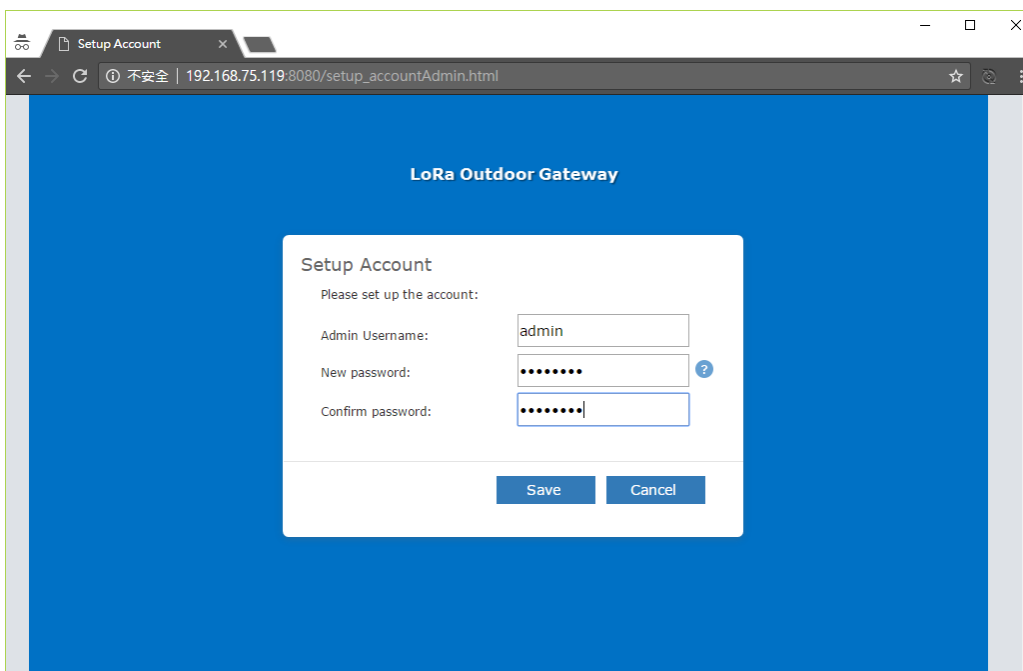 Setup Account
不安全 | 192.168.75.119:8080/setup_accountAdmin.html
LoRa Outdoor Gateway
Setup Account
Please set up the account:
Admin Username: admin
New password: •••••••• ?
Confirm password: ••••••••
Save Cancel